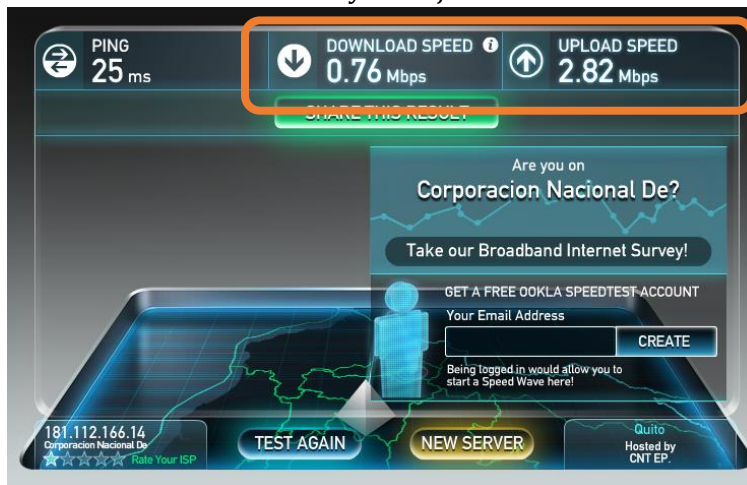 PING
25 ms
DOWNLOAD SPEED i
0.76 Mbps
UPLOAD SPEED
2.82 Mbps
SHARE THIS RESULT
Are you on
Corporacion Nacional De?
Take our Broadband Internet Survey!
GET A FREE OOKLA SPEEDTEST ACCOUNT
Your Email Address
CREATE
Being logged in would allow you to
start a Speed Wave here!
181.112.166.14
Corporacion Nacional De
Rate Your ISP
TEST AGAIN
NEW SERVER
Quito
Hosted by
CNT EP.